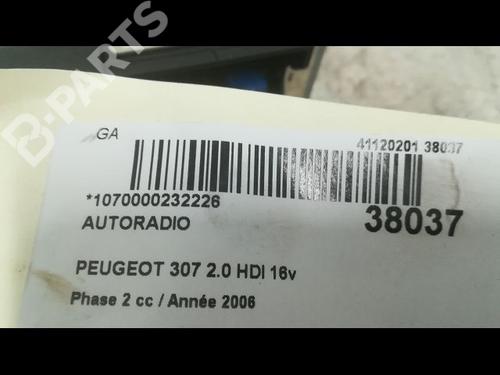 B-PARTS
GA
41120201 38037
*1070000232226
38037
AUTORADIO
PEUGEOT 307 2.0 HDI 16v
Phase 2 cc / Année 2006